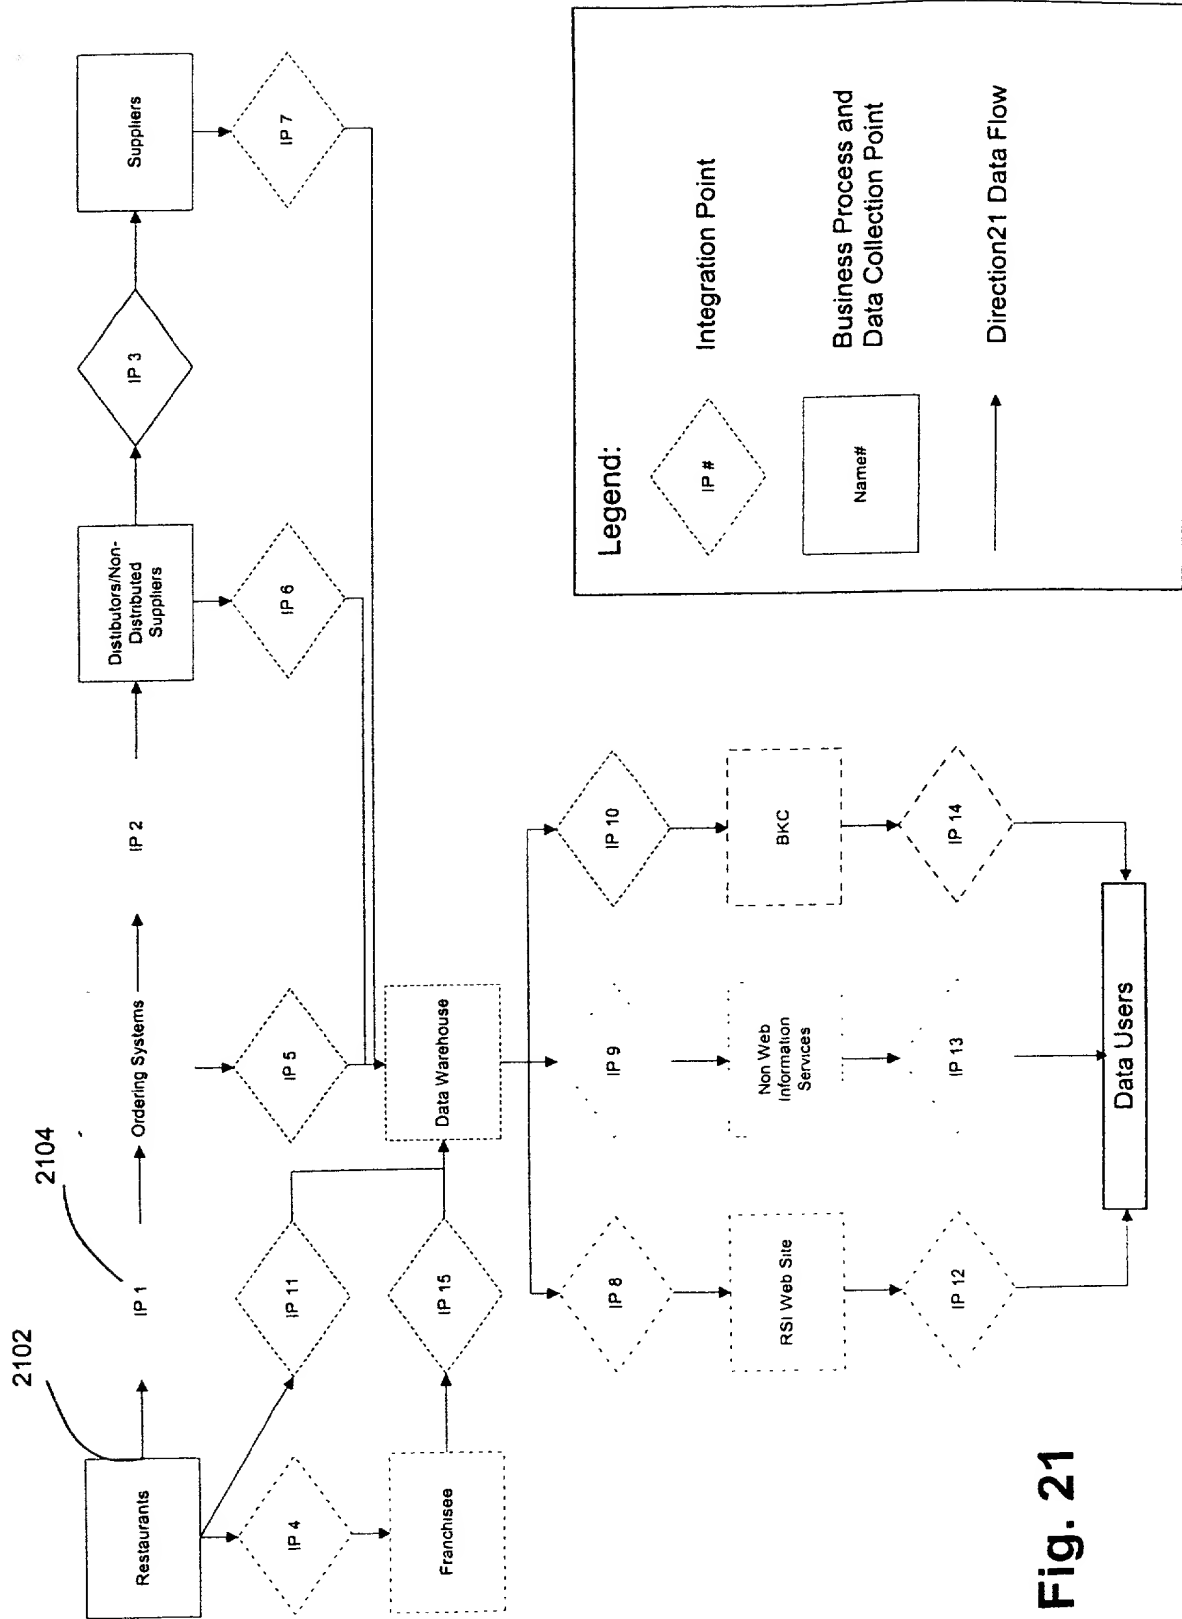 2102
2104
Restaurants
IP 1
Ordering Systems
IP 2
Distibutors/Non-
Distributed
Suppliers
IP 3
Suppliers
IP 4
IP 11
IP 5
IP 6
IP 7
Franchisee
IP 15
Data Warehouse
IP 8
IP 9
IP 10
RSI Web Site
Non Web
Information
Services
BKC
IP 12
IP 13
IP 14
Data Users
Legend:
IP #
Integration Point
Name#
Business Process and
Data Collection Point
Direction21 Data Flow
Fig. 21